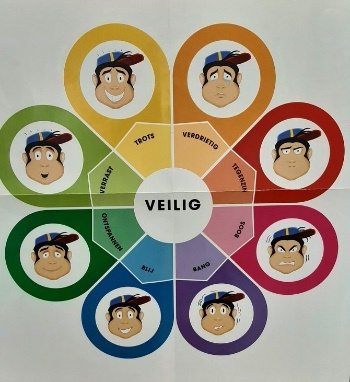 TROTS
VERDRIETIG
TEGENZIN
BOOS
BANG
BLIJ
ONTSPANNEN
VERRAST
VEILIG